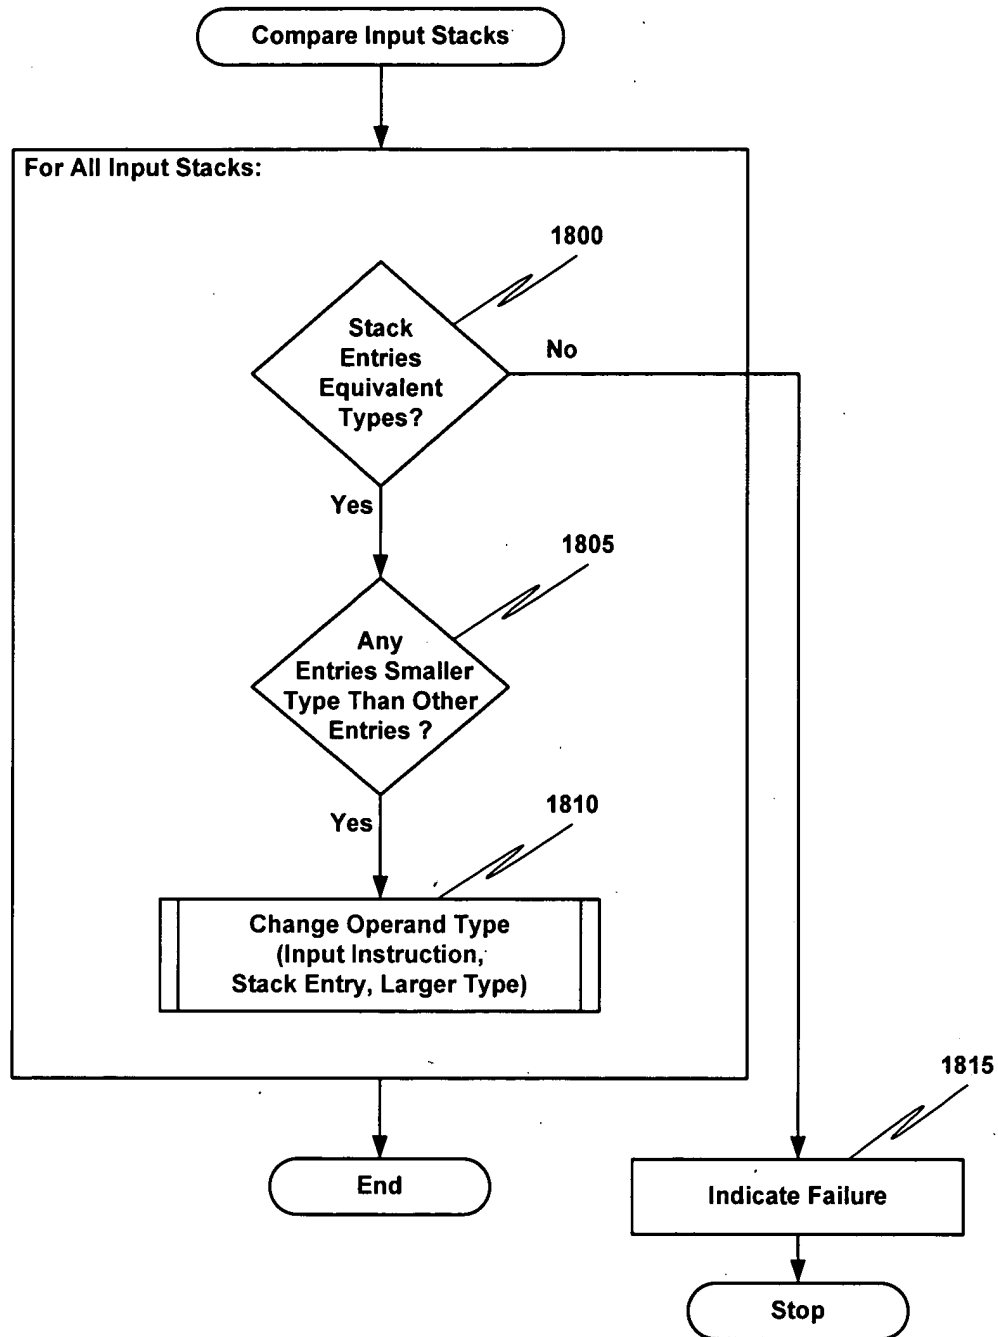 Compare Input Stacks
For All Input Stacks:
1800
Stack
Entries
Equivalent
Types?
No
Yes
1805
Any
Entries Smaller
Type Than Other
Entries ?
Yes
1810
Change Operand Type
(Input Instruction,
Stack Entry, Larger Type)
1815
End
Indicate Failure
Stop